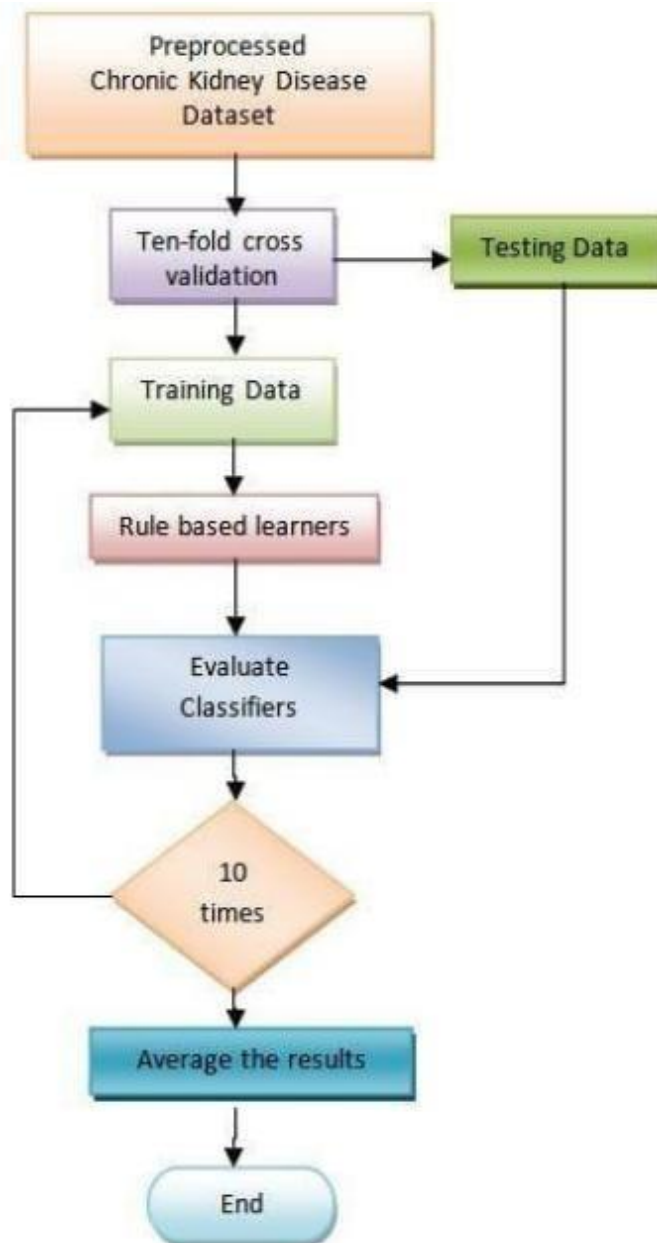 Preprocessed
Chronic Kidney Disease
Dataset
Ten-fold cross
validation
Testing Data
Training Data
Rule based learners
Evaluate
Classifiers
10
times
Average the results
End